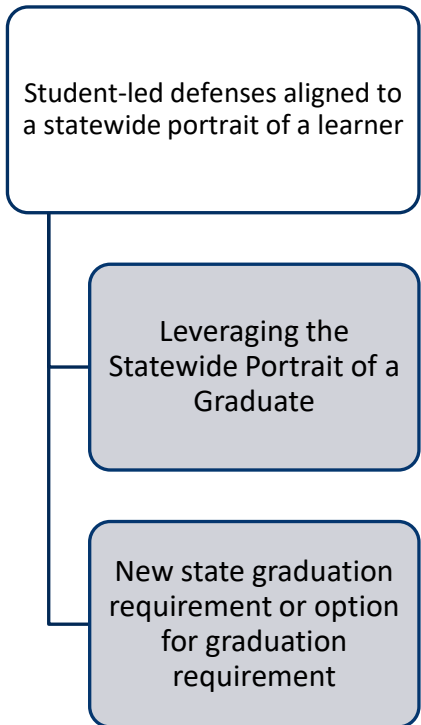 Student-led defenses aligned to
a statewide portrait of a learner
Leveraging the
Statewide Portrait of a
Graduate
New state graduation
requirement or option
for graduation
requirement